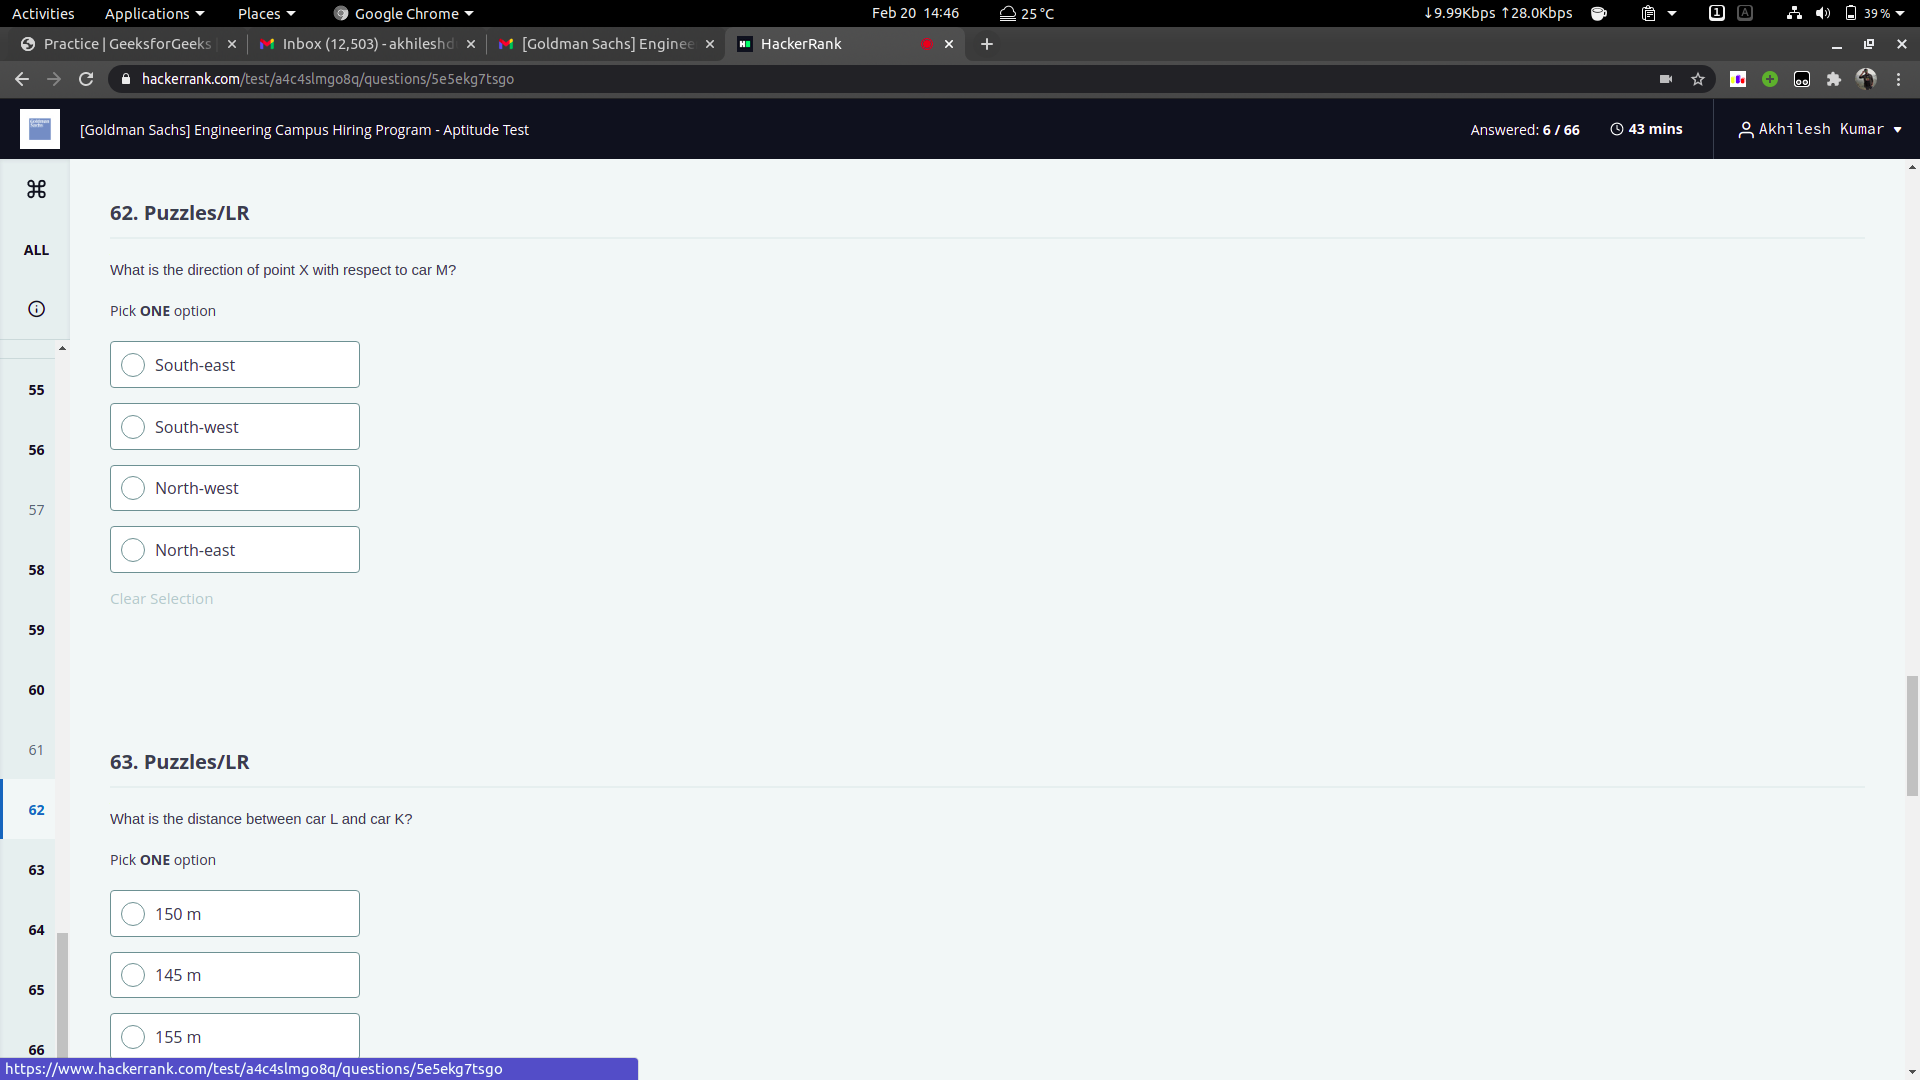 Activities Applications Places Google Chrome Feb 20 14:46 25 °C ↓9.99Kbps ↑28.0Kbps 1 A 39 %
Practice | GeeksforGeeks Inbox (12,503) - akhileshd [Goldman Sachs] Enginee HackerRank
hackerrank.com/test/a4c4slmgo8q/questions/5e5ekg7tsgo
[Goldman Sachs] Engineering Campus Hiring Program - Aptitude Test Answered: 6 / 66 43 mins Akhilesh Kumar
ALL
55
56
57
58
59
60
61
62
63
64
65
66
62. Puzzles/LR
What is the direction of point X with respect to car M?
Pick ONE option
South-east
South-west
North-west
North-east
Clear Selection
63. Puzzles/LR
What is the distance between car L and car K?
Pick ONE option
150 m
145 m
155 m
https://www.hackerrank.com/test/a4c4slmgo8q/questions/5e5ekg7tsgo